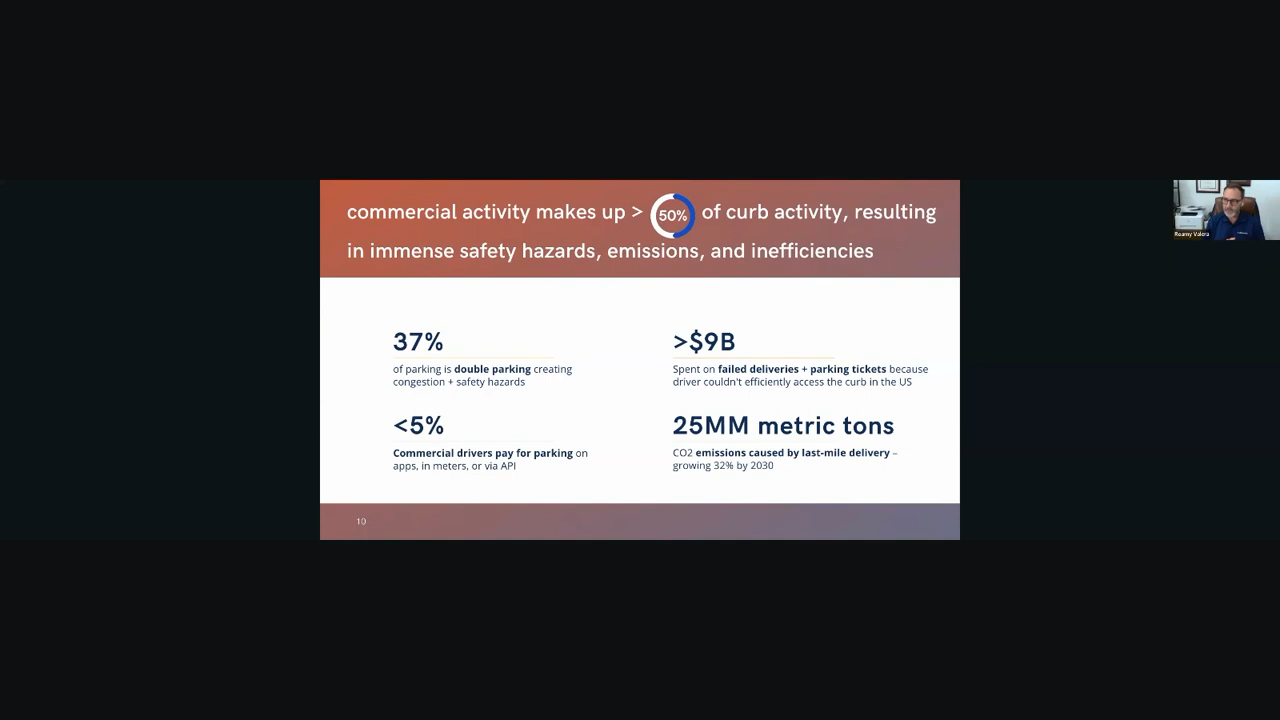 commercial activity makes up > 50% of curb activity, resulting
in immense safety hazards, emissions, and inefficiencies
37%
of parking is double parking creating
congestion + safety hazards
>$9B
Spent on failed deliveries + parking tickets because
driver couldn't efficiently access the curb in the US
<5%
Commercial drivers pay for parking on
apps, in meters, or via API
25MM metric tons
CO2 emissions caused by last-mile delivery –
growing 32% by 2030
10
Roamy Valera